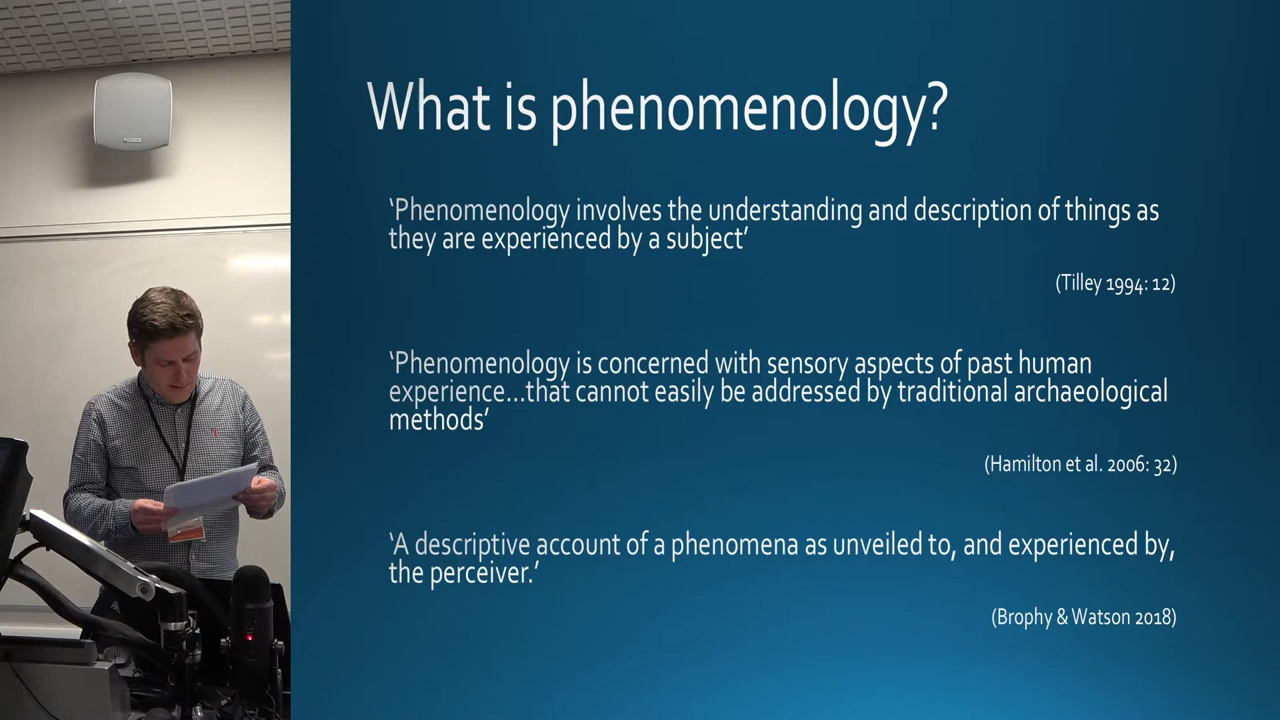 What is phenomenology?
‘Phenomenology involves the understanding and description of things as
they are experienced by a subject’
(Tilley 1994: 12)
‘Phenomenology is concerned with sensory aspects of past human
experience…that cannot easily be addressed by traditional archaeological
methods’
(Hamilton et al. 2006: 32)
‘A descriptive account of a phenomena as unveiled to, and experienced by,
the perceiver.’
(Brophy & Watson 2018)